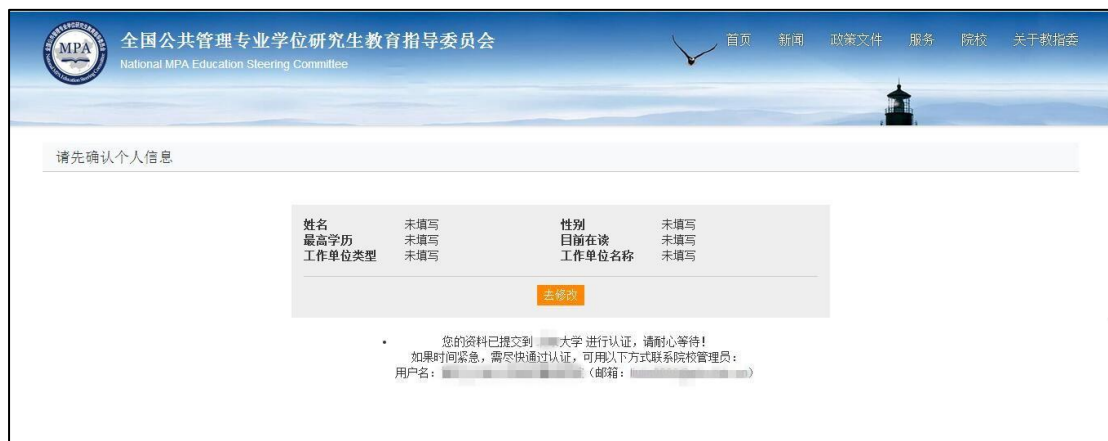 MPA
全国公共管理专业学位研究生教育指导委员会
National MPA Education Steering Committee
首页 新闻 政策文件 服务 院校 关于教指委
请先确认个人信息
姓名 未填写 性别 未填写
最高学历 未填写 目前在读 未填写
工作单位类型 未填写 工作单位名称 未填写
去修改
• 您的资料已提交到 大学 进行认证，请耐心等待！
如果时间紧急，需尽快通过认证，可用以下方式联系院校管理员：
用户名： （邮箱： ）